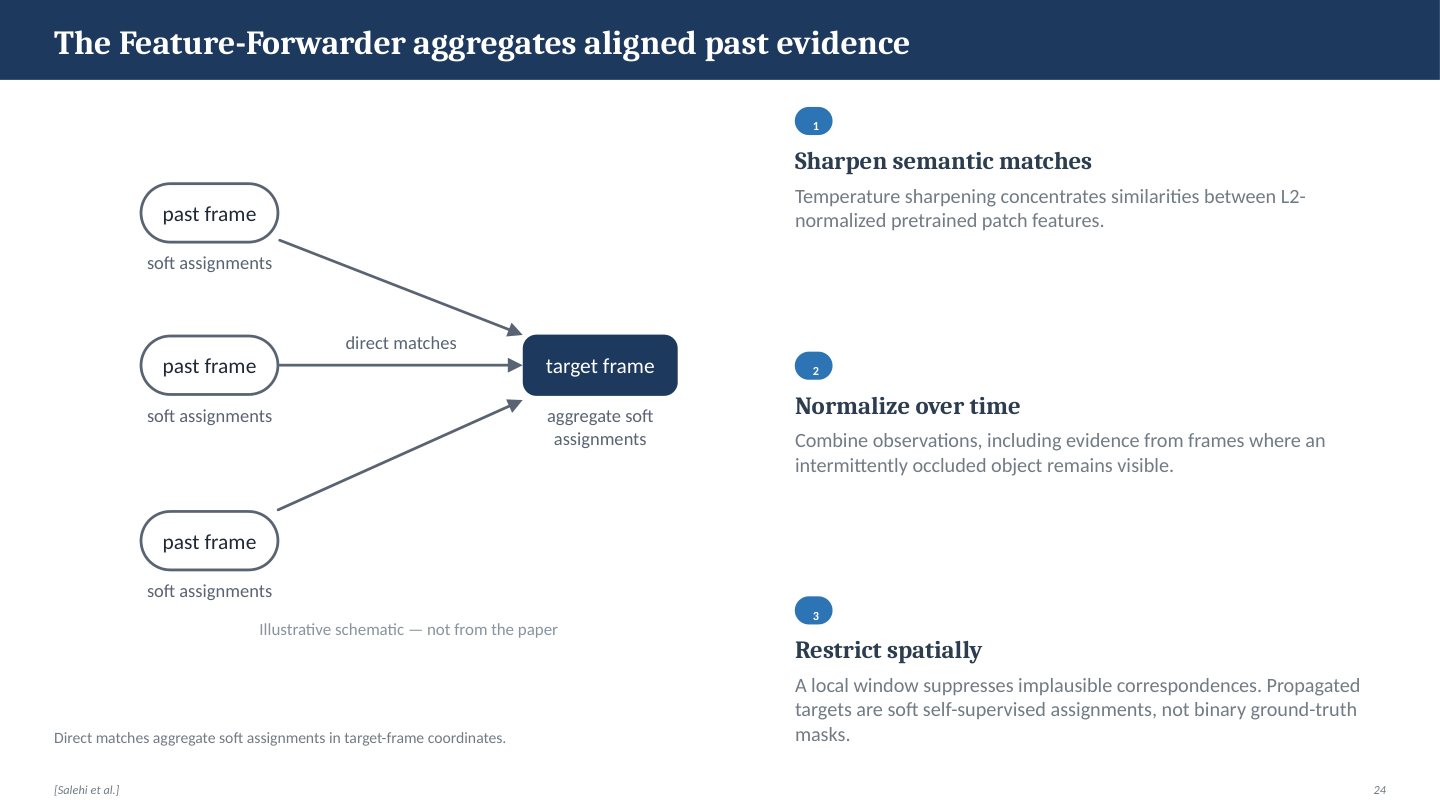 The Feature-Forwarder aggregates aligned past evidence
past frame
soft assignments
past frame
soft assignments
direct matches
target frame
aggregate soft
assignments
past frame
soft assignments
Illustrative schematic — not from the paper
Direct matches aggregate soft assignments in target-frame coordinates.
1
Sharpen semantic matches
Temperature sharpening concentrates similarities between L2-
normalized pretrained patch features.
2
Normalize over time
Combine observations, including evidence from frames where an
intermittently occluded object remains visible.
3
Restrict spatially
A local window suppresses implausible correspondences. Propagated
targets are soft self-supervised assignments, not binary ground-truth
masks.
[Salehi et al.]
24